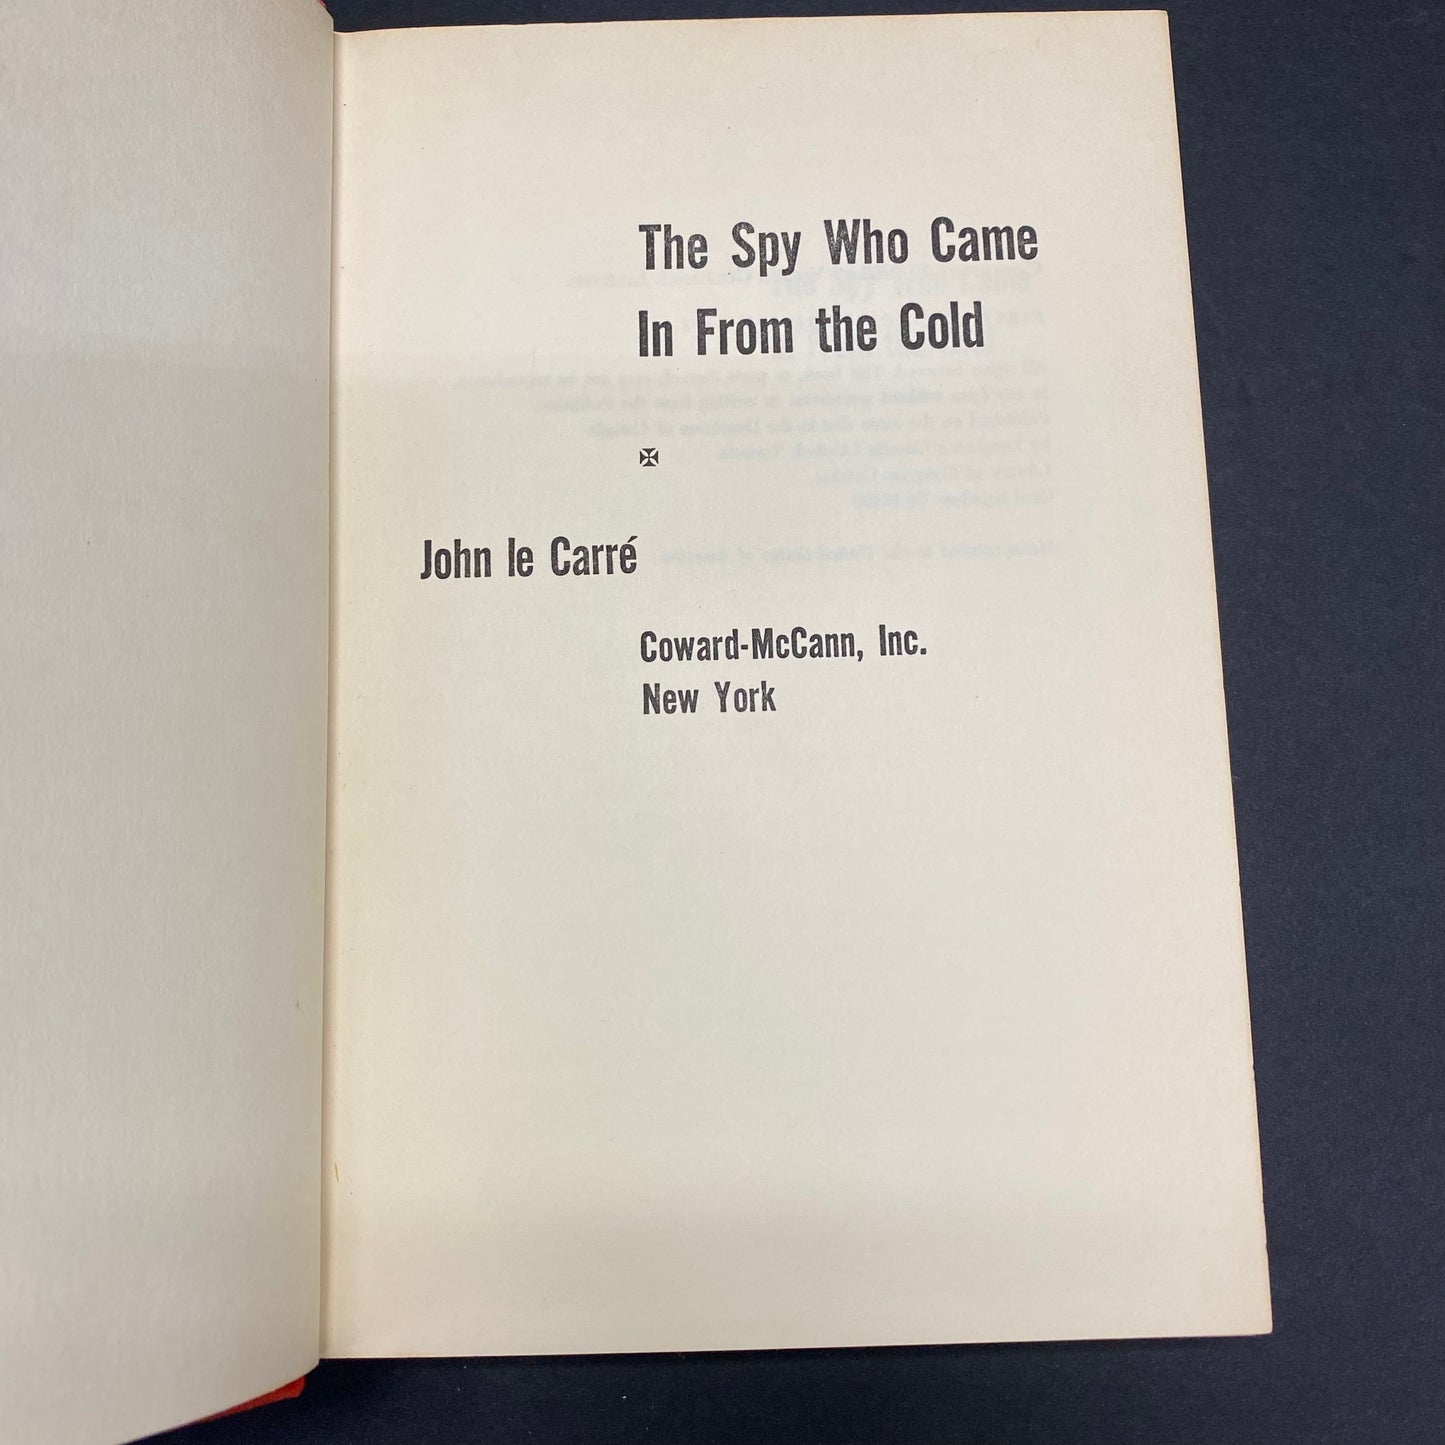 The Spy Who Came
In From the Cold
John le Carré
Coward-McCann, Inc.
New York